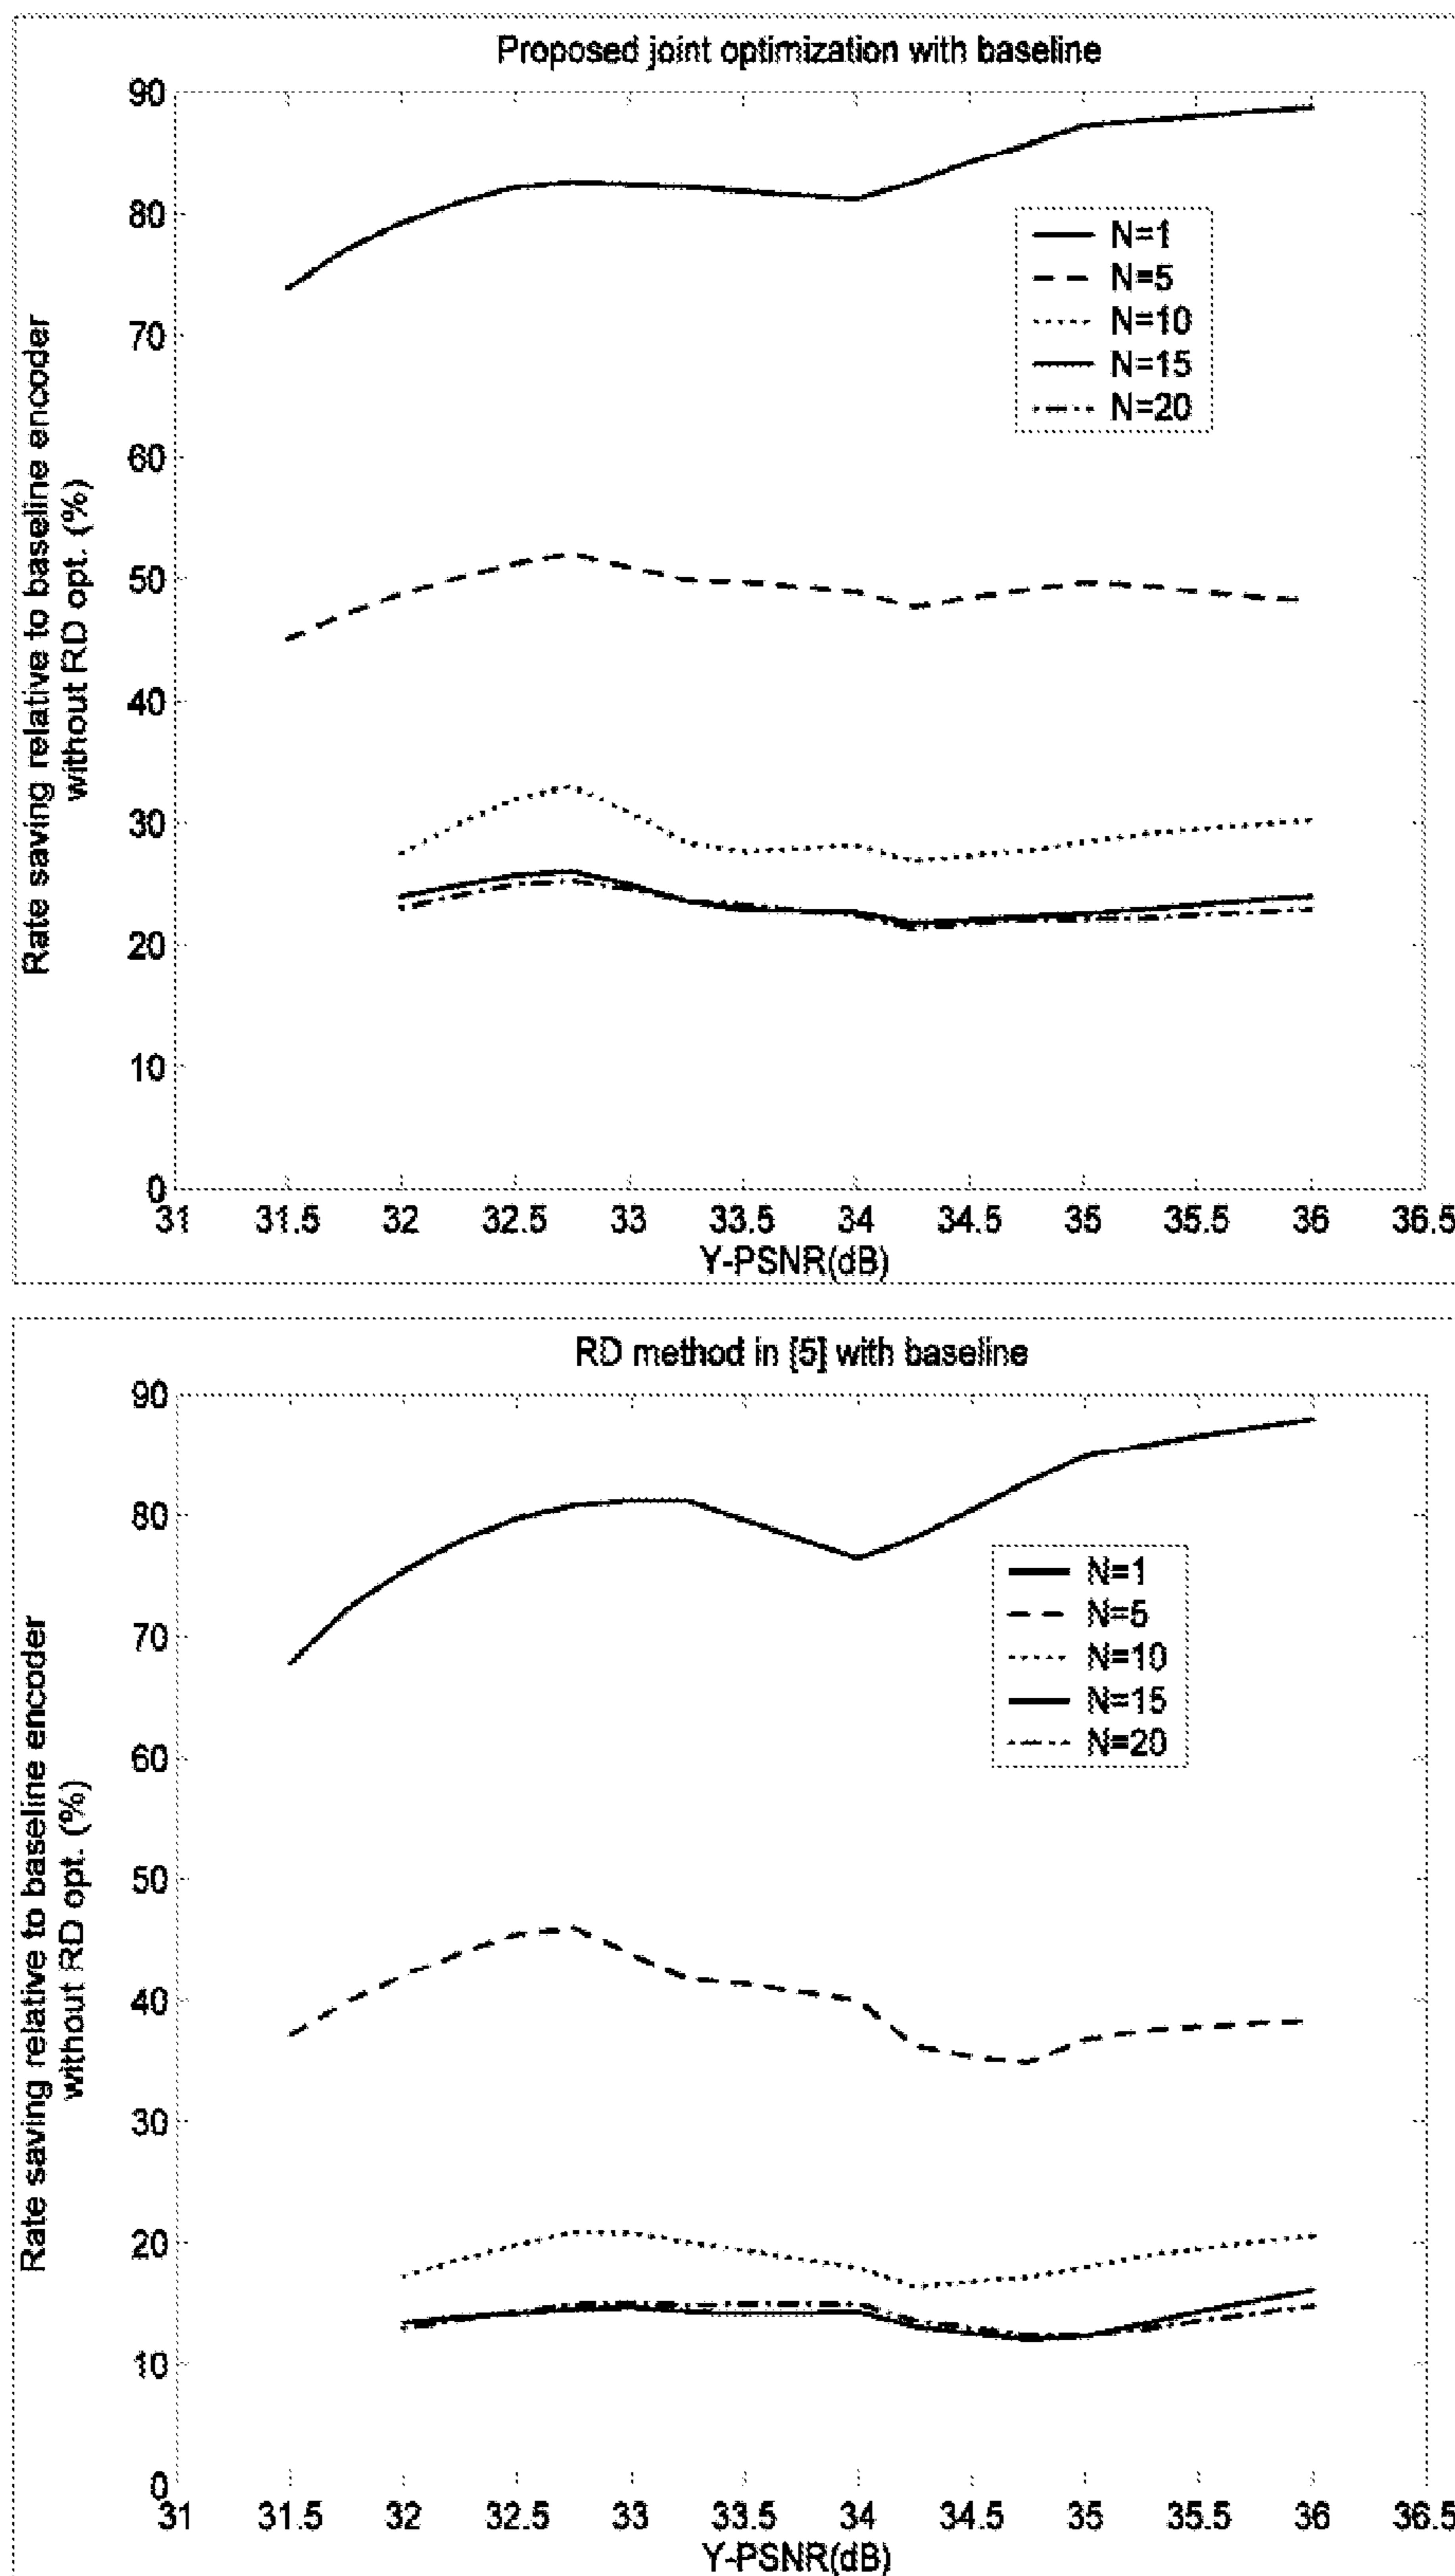 Proposed joint optimization with baseline
90
80
70
60
50
40
30
20
10
0
Rate saving relative to baseline encoder
without RD opt. (%)
N=1
N=5
N=10
N=15
N=20
31 31.5 32 32.5 33 33.5 34 34.5 35 35.5 36 36.5
Y-PSNR(dB)
RD method in [5] with baseline
90
80
70
60
50
40
30
20
10
0
Rate saving relative to baseline encoder
without RD opt. (%)
N=1
N=5
N=10
N=15
N=20
31 31.5 32 32.5 33 33.5 34 34.5 35 35.5 36 36.5
Y-PSNR(dB)